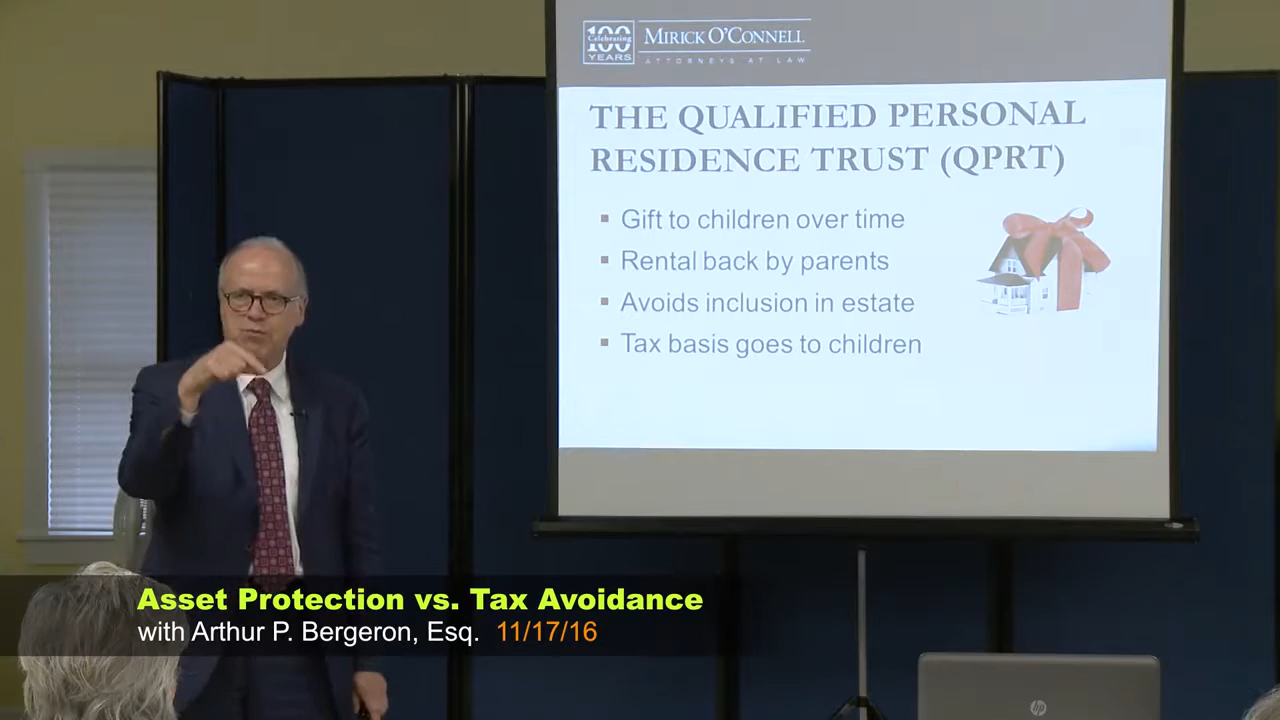 Celebrating
100
YEARS
MIRICK O'CONNELL
ATTORNEYS AT LAW
THE QUALIFIED PERSONAL
RESIDENCE TRUST (QPRT)
▪ Gift to children over time
▪ Rental back by parents
▪ Avoids inclusion in estate
▪ Tax basis goes to children
Asset Protection vs. Tax Avoidance
with Arthur P. Bergeron, Esq. 11/17/16
hp